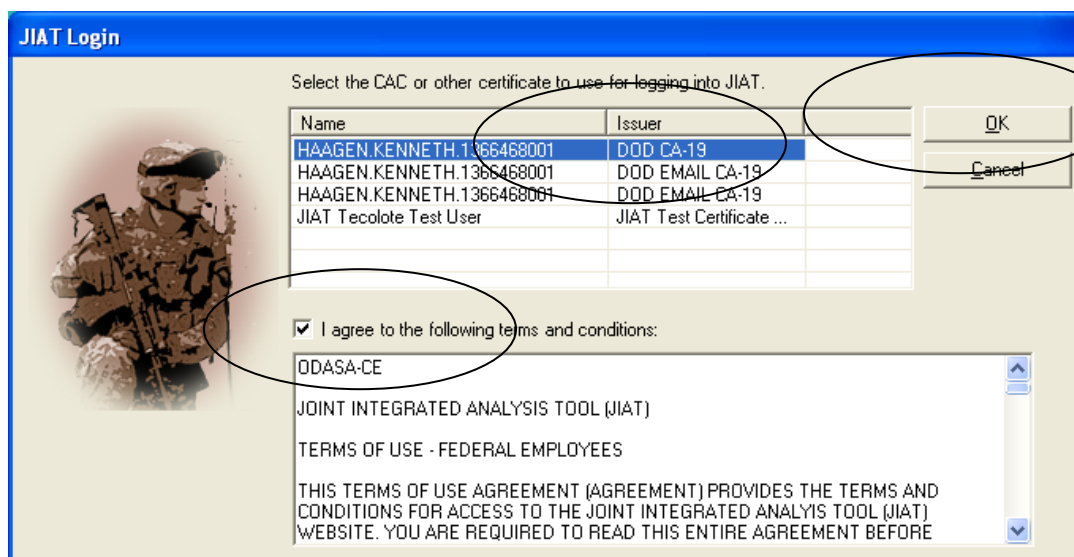 JIAT Login
Select the CAC or other certificate to use for logging into JIAT.
Name Issuer
HAAGEN.KENNETH.1366468001 DOD CA-19
HAAGEN.KENNETH.1366468001 DOD EMAIL CA-19
HAAGEN.KENNETH.1366468001 DOD EMAIL CA-19
JIAT Tecolote Test User JIAT Test Certificate ...
OK
Cancel
I agree to the following terms and conditions:
ODASA-CE
JOINT INTEGRATED ANALYSIS TOOL (JIAT)
TERMS OF USE - FEDERAL EMPLOYEES
THIS TERMS OF USE AGREEMENT (AGREEMENT) PROVIDES THE TERMS AND
CONDITIONS FOR ACCESS TO THE JOINT INTEGRATED ANALYIS TOOL (JIAT)
WEBSITE. YOU ARE REQUIRED TO READ THIS ENTIRE AGREEMENT BEFORE